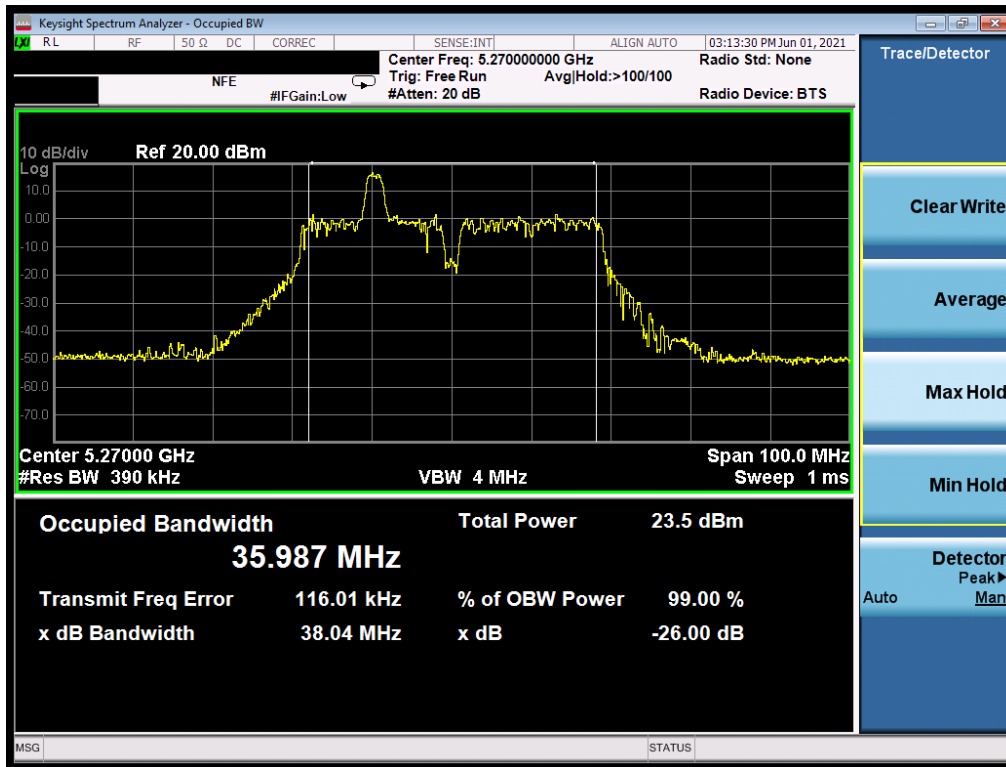 Keysight Spectrum Analyzer - Occupied BW
LXI RL RF 50 Ω DC CORREC SENSE:INT ALIGN AUTO 03:13:30 PM Jun 01, 2021
Center Freq: 5.270000000 GHz Radio Std: None
NFE Trig: Free Run Avg|Hold:>100/100
#IFGain:Low #Atten: 20 dB Radio Device: BTS
10 dB/div Ref 20.00 dBm
Log
10.0
0.00
-10.0
-20.0
-30.0
-40.0
-50.0
-60.0
-70.0
Center 5.27000 GHz Span 100.0 MHz
#Res BW 390 kHz VBW 4 MHz Sweep 1 ms
Occupied Bandwidth Total Power 23.5 dBm
35.987 MHz
Transmit Freq Error 116.01 kHz % of OBW Power 99.00 %
x dB Bandwidth 38.04 MHz x dB -26.00 dB
MSG STATUS
Trace/Detector
Clear Write
Average
Max Hold
Min Hold
Detector
Peak▶
Auto Man